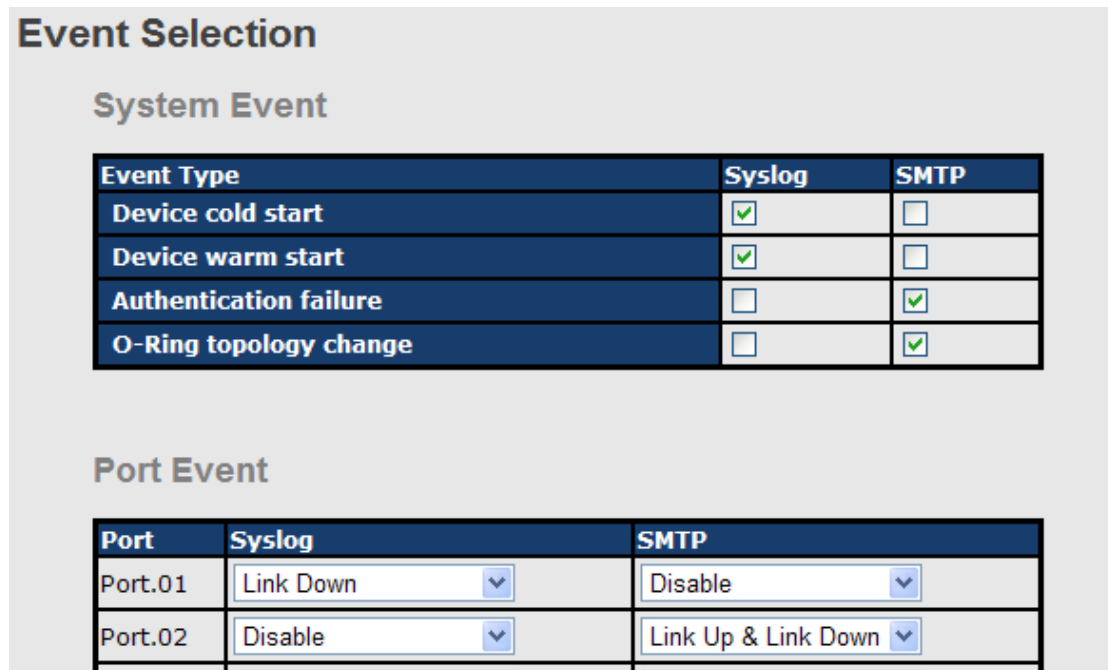 Event Selection
System Event
Event Type Syslog SMTP
Device cold start
Device warm start
Authentication failure
O-Ring topology change
Port Event
Port Syslog SMTP
Port.01 Link Down Disable
Port.02 Disable Link Up & Link Down